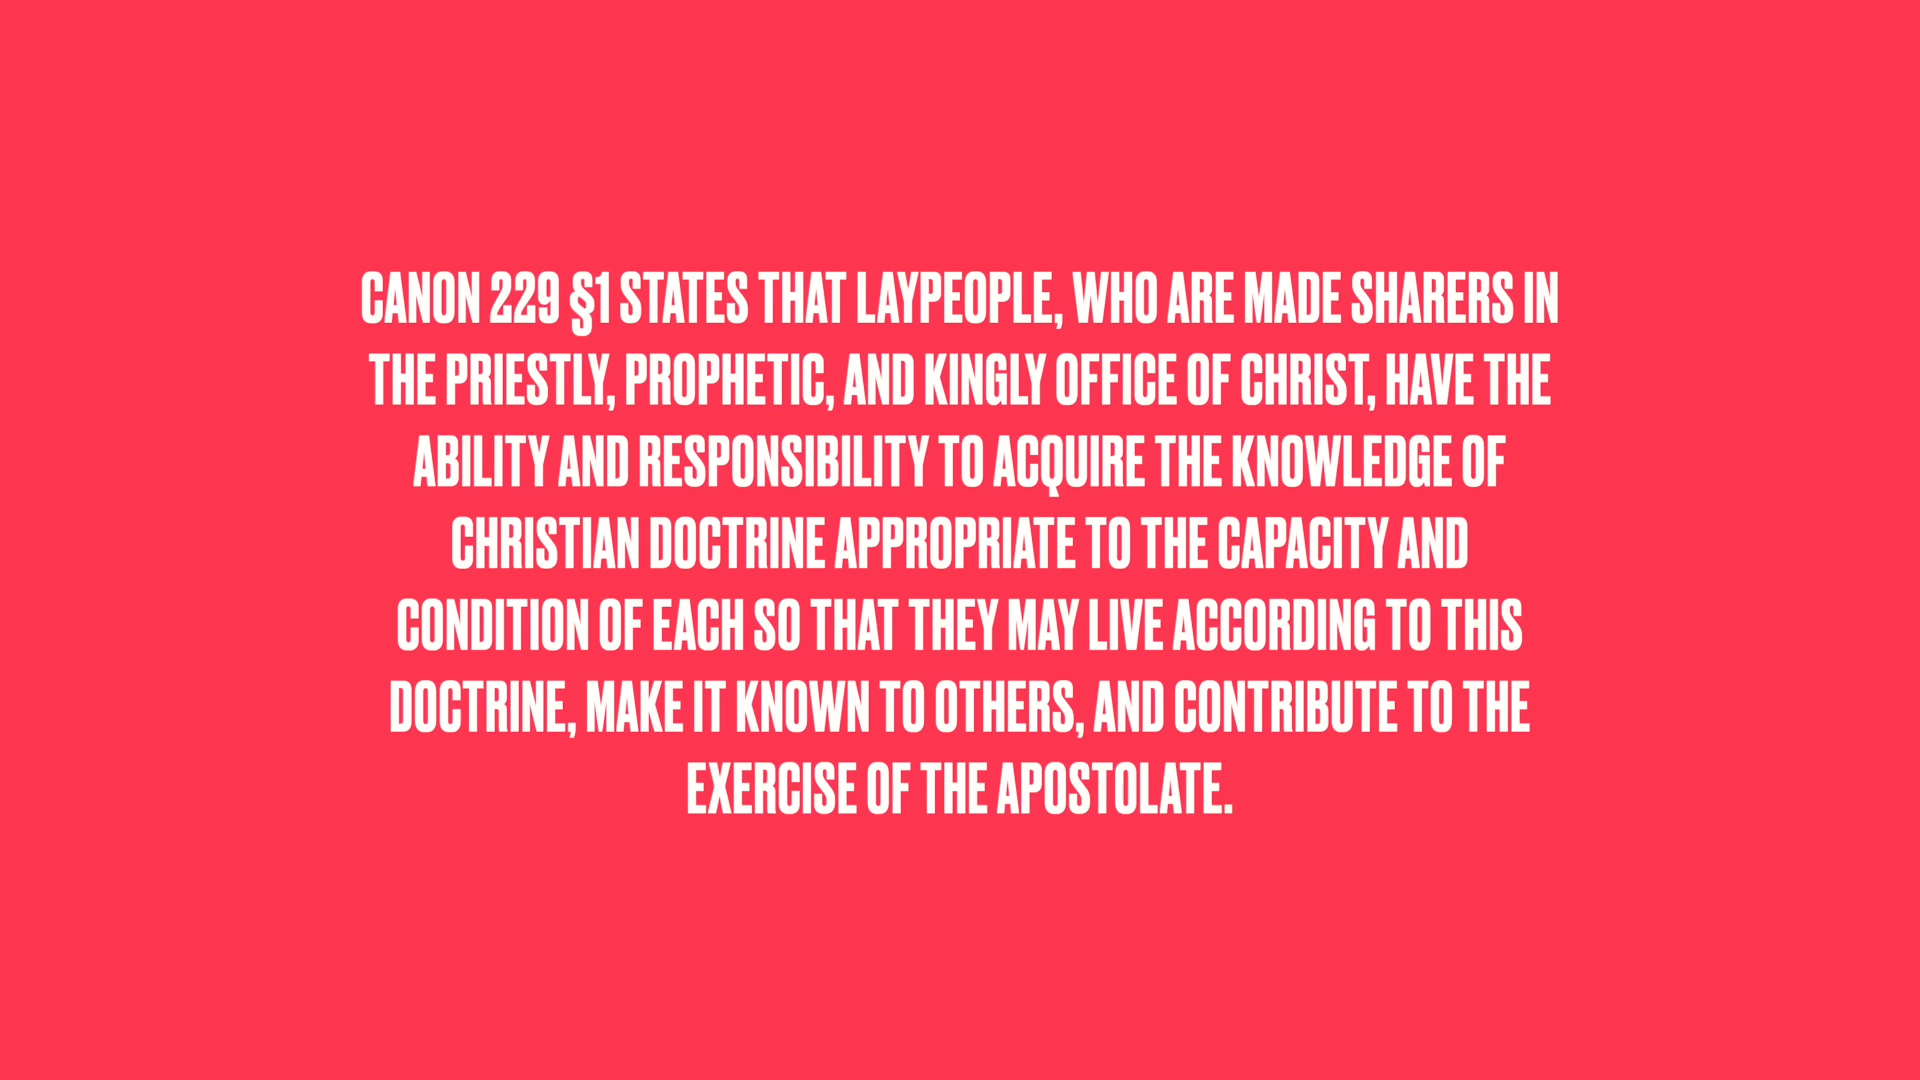 CANON 229 §1 STATES THAT LAYPEOPLE, WHO ARE MADE SHARERS IN
THE PRIESTLY, PROPHETIC, AND KINGLY OFFICE OF CHRIST, HAVE THE
ABILITY AND RESPONSIBILITY TO ACQUIRE THE KNOWLEDGE OF
CHRISTIAN DOCTRINE APPROPRIATE TO THE CAPACITY AND
CONDITION OF EACH SO THAT THEY MAY LIVE ACCORDING TO THIS
DOCTRINE, MAKE IT KNOWN TO OTHERS, AND CONTRIBUTE TO THE
EXERCISE OF THE APOSTOLATE.